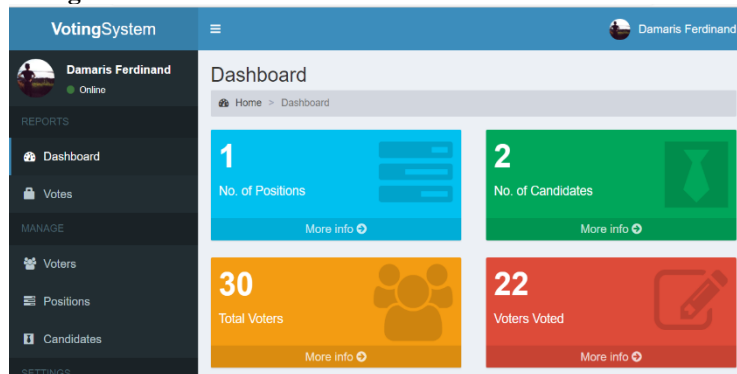 VotingSystem
Damaris Ferdinand
Damaris Ferdinand
Online
Dashboard
Home > Dashboard
REPORTS
Dashboard
Votes
MANAGE
Voters
Positions
Candidates
SETTINGS
1
No. of Positions
More info
2
No. of Candidates
More info
30
Total Voters
More info
22
Voters Voted
More info